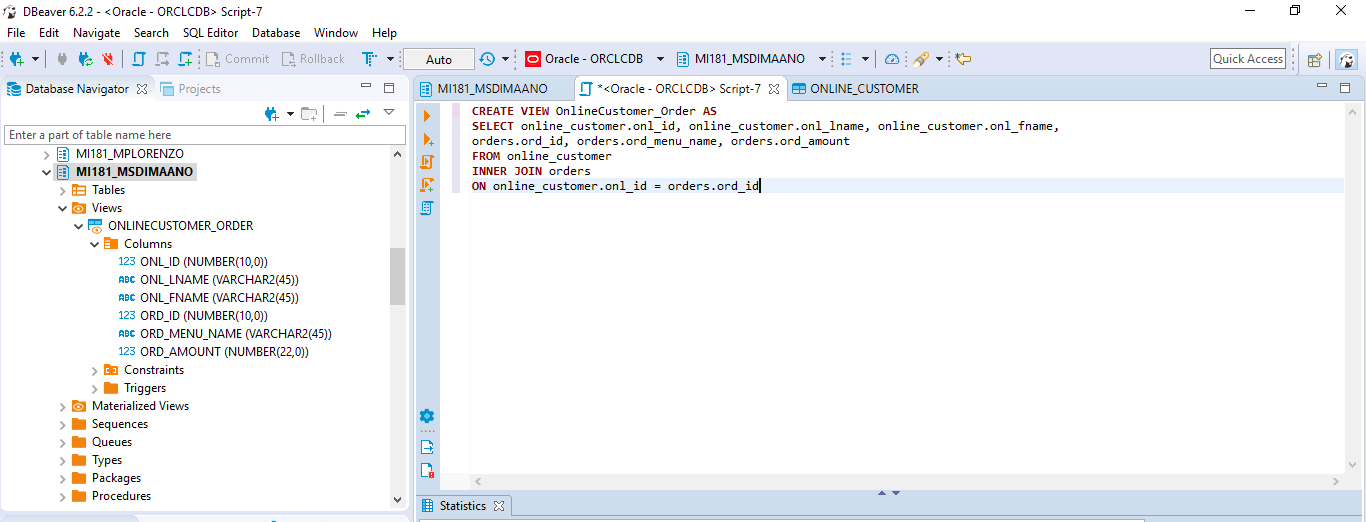 DBeaver 6.2.2 - <Oracle - ORCLCDB> Script-7
File Edit Navigate Search SQL Editor Database Window Help
Commit Rollback Auto Oracle - ORCLCDB MI181_MSDIMAANO Quick Access
Database Navigator Projects
Enter a part of table name here
MI181_MPLORENZO
MI181_MSDIMAANO
Tables
Views
ONLINECUSTOMER_ORDER
Columns
123 ONL_ID (NUMBER(10,0))
ABC ONL_LNAME (VARCHAR2(45))
ABC ONL_FNAME (VARCHAR2(45))
123 ORD_ID (NUMBER(10,0))
ABC ORD_MENU_NAME (VARCHAR2(45))
123 ORD_AMOUNT (NUMBER(22,0))
Constraints
Triggers
Materialized Views
Sequences
Queues
Types
Packages
Procedures
MI181_MSDIMAANO *<Oracle - ORCLCDB> Script-7 ONLINE_CUSTOMER
CREATE VIEW OnlineCustomer_Order AS
SELECT online_customer.onl_id, online_customer.onl_lname, online_customer.onl_fname,
orders.ord_id, orders.ord_menu_name, orders.ord_amount
FROM online_customer
INNER JOIN orders
ON online_customer.onl_id = orders.ord_id
Statistics